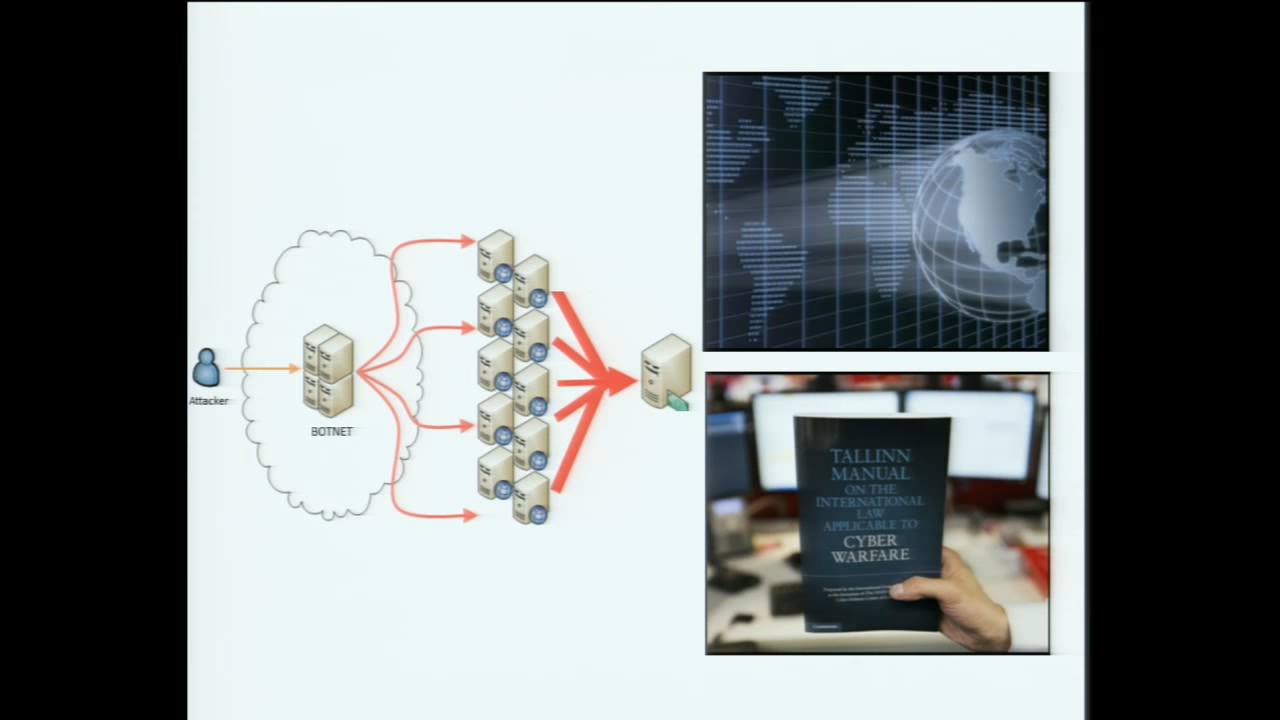 Attacker
BOTNET
TALLINN
MANUAL
ON THE
INTERNATIONAL
LAW
APPLICABLE TO
CYBER
WARFARE